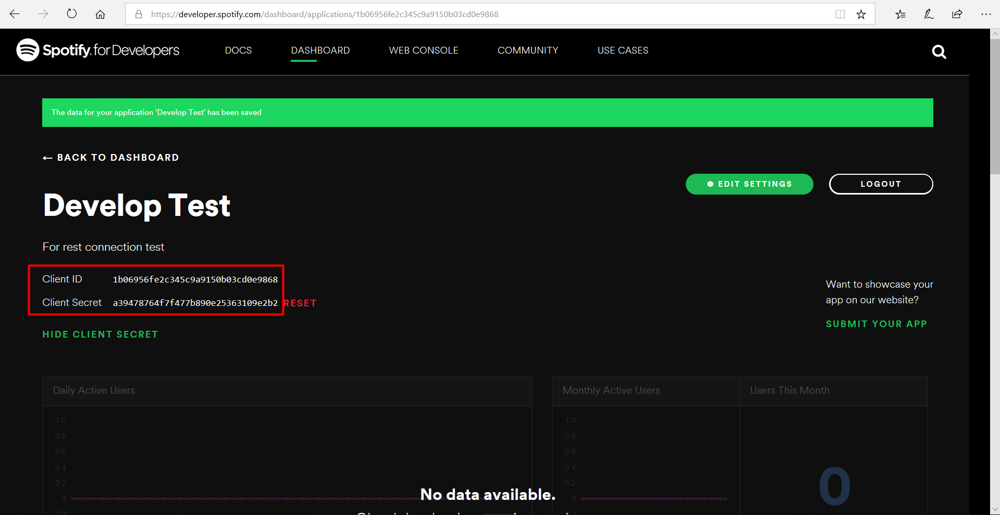 https://developer.spotify.com/dashboard/applications/1b06956fe2c345c9a9150b03cd0e9868
Spotify for Developers
DOCS
DASHBOARD
WEB CONSOLE
COMMUNITY
USE CASES
The data for your application 'Develop Test' has been saved
← BACK TO DASHBOARD
EDIT SETTINGS
LOGOUT
Develop Test
For rest connection test
Client ID 1b06956fe2c345c9a9150b03cd0e9868
Client Secret a39478764f7f477b890e25363109e2b2 RESET
HIDE CLIENT SECRET
Want to showcase your
app on our website?
SUBMIT YOUR APP
Daily Active Users
1.0
0.8
0.6
0.4
0.2
0
Monthly Active Users
1.0
0.8
0.6
0.4
0.2
0
Users This Month
0
No data available.